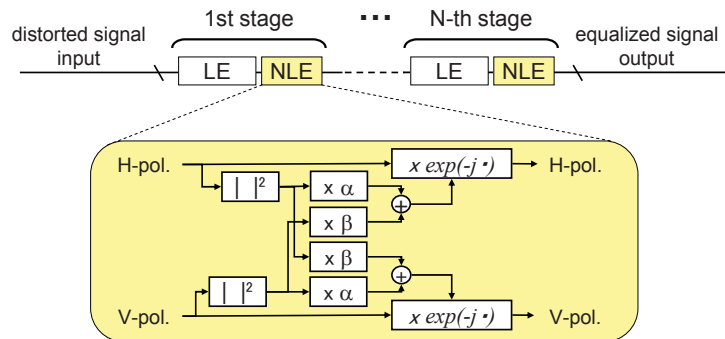 1st stage
• • •
N-th stage
distorted signal
input
equalized signal
output
LE
NLE
LE
NLE
H-pol.
x exp(-j •)
H-pol.
| |²
x α
+
x β
x β
+
| |²
x α
V-pol.
x exp(-j •)
V-pol.